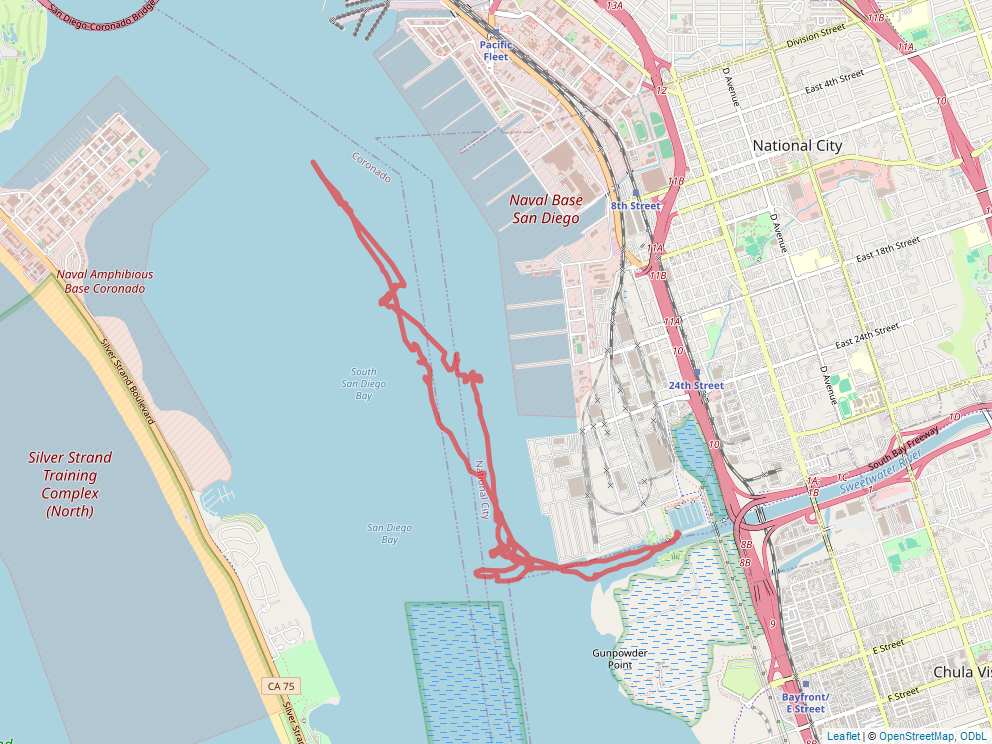 San Diego-Coronado Bridge
13A
11B
11A
Pacific
Fleet
Division Street
12
D Avenue
East 4th Street
10
National City
Coronado
11B
Naval Base
San Diego
8th Street
D Avenue
11A
11B
East 18th Street
Naval Amphibious
Base Coronado
11A
East 24th Street
Silver Strand Boulevard
10
South
San Diego
Bay
24th Street
D Avenue
1D
South Bay Freeway
10
Silver Strand
Training
Complex
(North)
National City
1C
1A
1B
Sweetwater River
1
San Diego
Bay
8B
8B
9
E Street
Gunpowder
Point
Chula Vis
CA 75
Bayfront/
E Street
F Street
Silver Stran
8B
Leaflet | © OpenStreetMap, ODbL